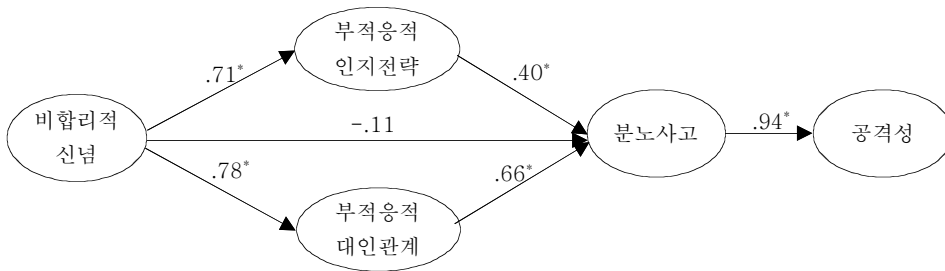 부적응적
인지전략
.71*
.40*
비합리적
신념
-.11
분노사고
.94*
공격성
.78*
.66*
부적응적
대인관계